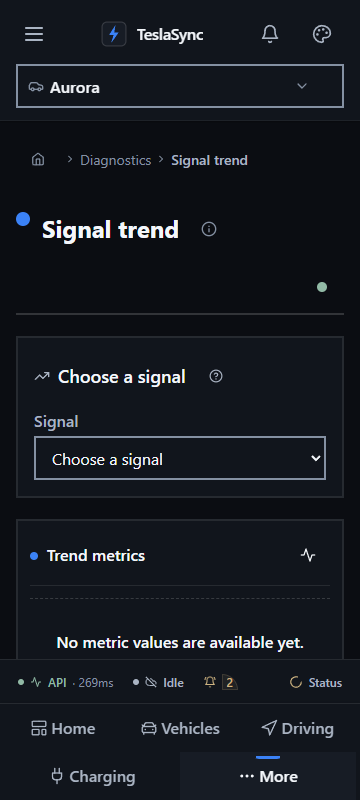 TeslaSync
Aurora
Diagnostics
Signal trend
Signal trend
Choose a signal
Signal
Choose a signal
Trend metrics
No metric values are available yet.
API · 269ms
Idle
2
Status
Home
Vehicles
Driving
Charging
More